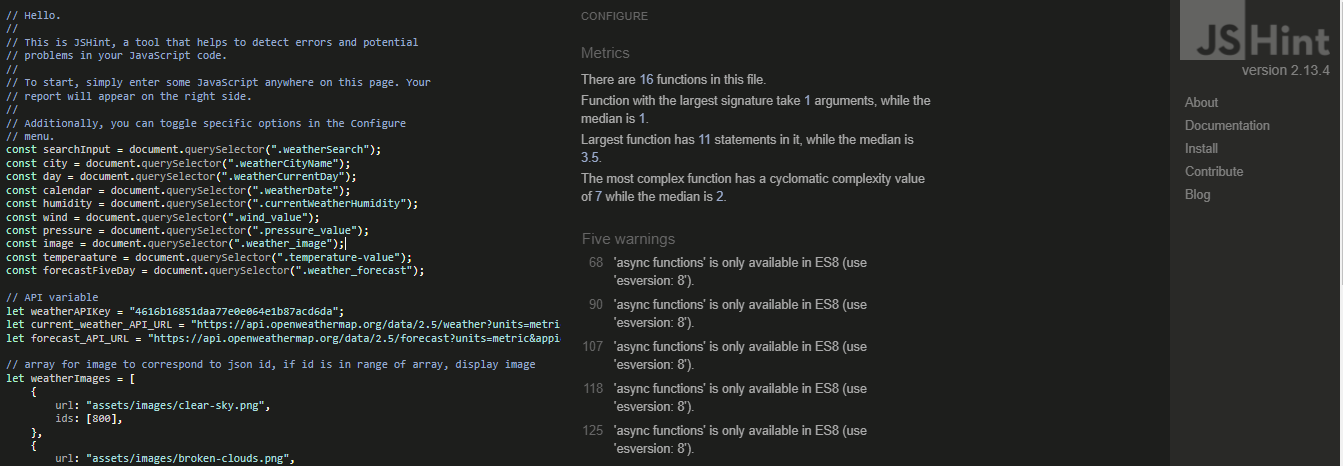 // Hello.
//
// This is JSHint, a tool that helps to detect errors and potential
// problems in your JavaScript code.
//
// To start, simply enter some JavaScript anywhere on this page. Your
// report will appear on the right side.
//
// Additionally, you can toggle specific options in the Configure
// menu.
const searchInput = document.querySelector(".weatherSearch");
const city = document.querySelector(".weatherCityName");
const day = document.querySelector(".weatherCurrentDay");
const calendar = document.querySelector(".weatherDate");
const humidity = document.querySelector(".currentWeatherHumidity");
const wind = document.querySelector(".wind_value");
const pressure = document.querySelector(".pressure_value");
const image = document.querySelector(".weather_image");
const temperaature = document.querySelector(".temperature-value");
const forecastFiveDay = document.querySelector(".weather_forecast");
// API variable
let weatherAPIKey = "4616b16851daa77e0e064e1b87acd6da";
let current_weather_API_URL = "https://api.openweathermap.org/data/2.5/weather?units=metri
let forecast_API_URL = "https://api.openweathermap.org/data/2.5/forecast?units=metric&appi
// array for image to correspond to json id, if id is in range of array, display image
let weatherImages = [
{
url: "assets/images/clear-sky.png",
ids: [800],
},
{
url: "assets/images/broken-clouds.png",
CONFIGURE
Metrics
There are 16 functions in this file.
Function with the largest signature take 1 arguments, while the
median is 1.
Largest function has 11 statements in it, while the median is
3.5.
The most complex function has a cyclomatic complexity value
of 7 while the median is 2.
Five warnings
68 'async functions' is only available in ES8 (use
'esversion: 8').
90 'async functions' is only available in ES8 (use
'esversion: 8').
107 'async functions' is only available in ES8 (use
'esversion: 8').
118 'async functions' is only available in ES8 (use
'esversion: 8').
125 'async functions' is only available in ES8 (use
'esversion: 8').
JSHint
version 2.13.4
About
Documentation
Install
Contribute
Blog